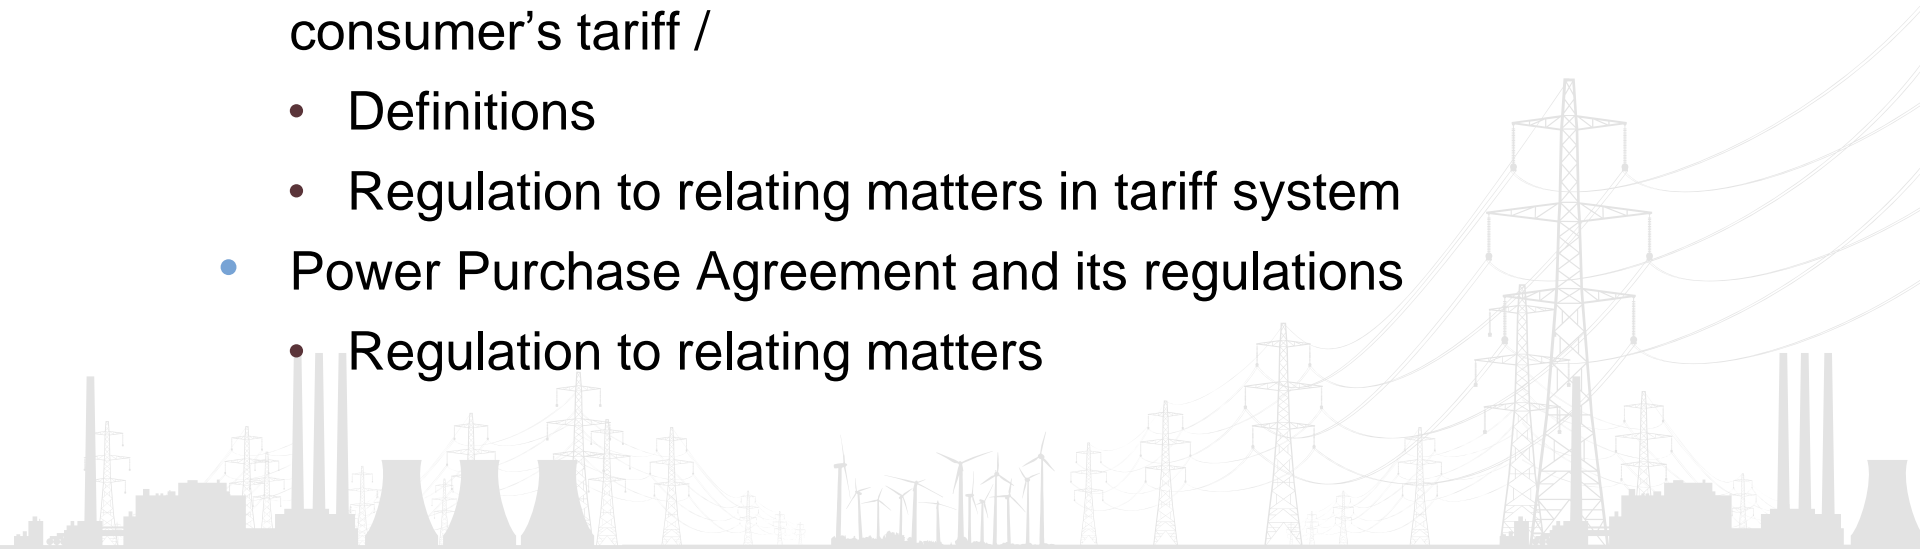 consumer’s tariff /
• Definitions
• Regulation to relating matters in tariff system
• Power Purchase Agreement and its regulations
• Regulation to relating matters